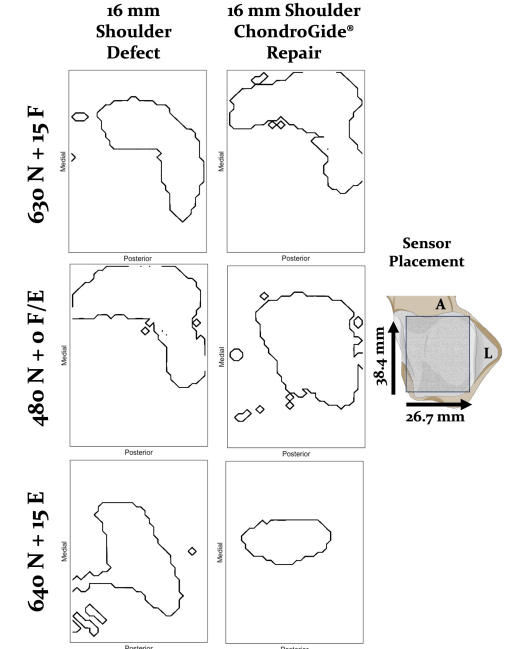 16 mm
Shoulder
Defect
16 mm Shoulder
ChondroGide®
Repair
630 N + 15 F
Medial
Posterior
Medial
Posterior
480 N + 0 F/E
Medial
Posterior
Medial
Posterior
640 N + 15 E
Medial
Posterior
Medial
Posterior
Sensor
Placement
A
L
38.4 mm
26.7 mm